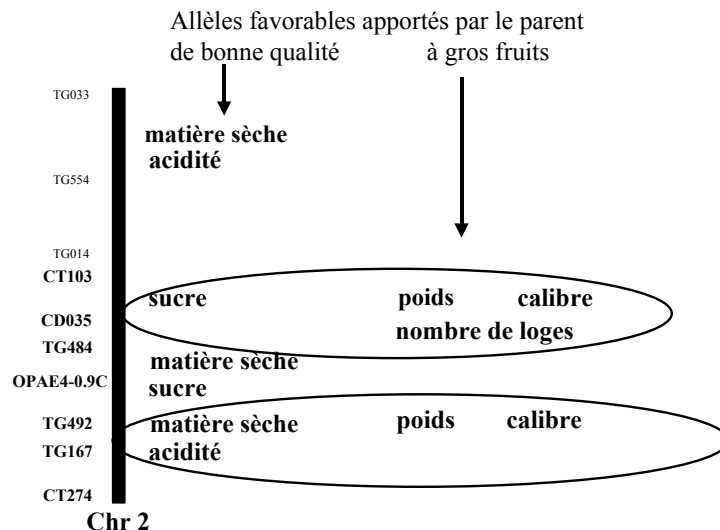 Allèles favorables apportés par le parent
de bonne qualité à gros fruits
TG033
matière sèche
acidité
TG554
TG014
CT103
sucre poids calibre
CD035
nombre de loges
TG484
matière sèche
OPAE4-0.9C
sucre
TG492
matière sèche poids calibre
TG167
acidité
CT274
Chr 2